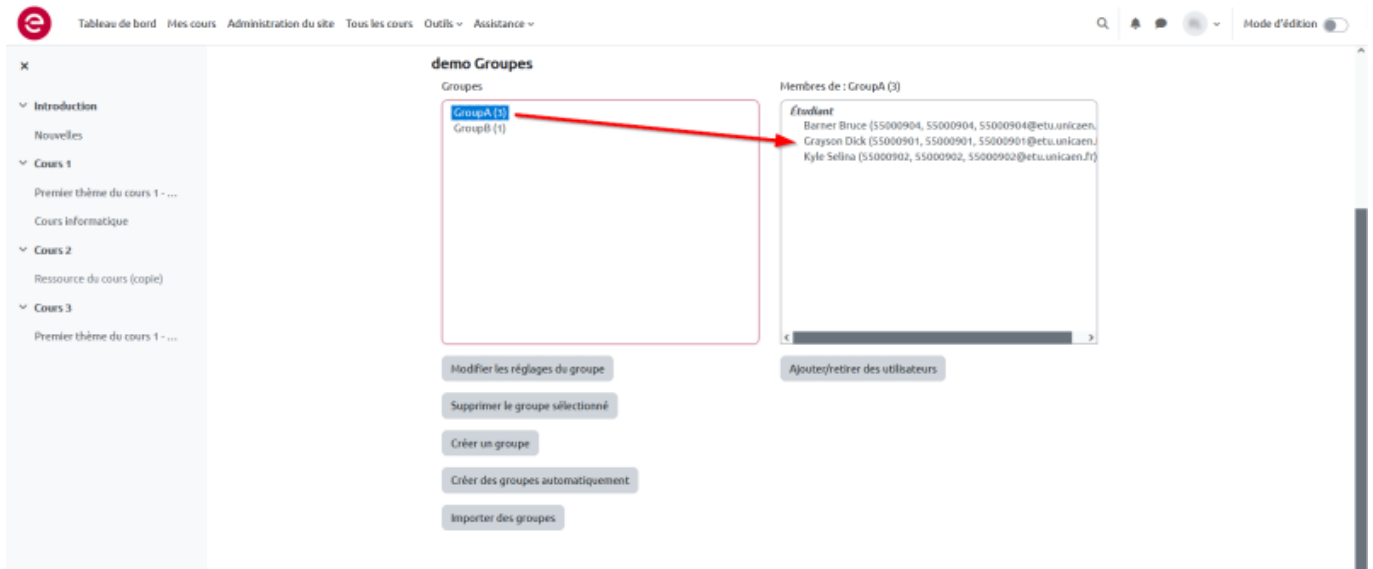 Tableau de bord Mes cours Administration du site Tous les cours Outils Assistance Mode d'édition
demo Groupes
Introduction
Nouvelles
Cours 1
Premier thème du cours 1 - ...
Cours informatique
Cours 2
Ressource du cours (copie)
Cours 3
Premier thème du cours 1 - ...
Groupes
GroupA (3)
GroupB (1)
Modifier les réglages du groupe
Supprimer le groupe sélectionné
Créer un groupe
Créer des groupes automatiquement
Importer des groupes
Membres de : GroupA (3)
Étudiant
Barner Bruce (55000904, 55000904, 55000904@etu.unicaen.
Grayson Dick (55000901, 55000901, 55000901@etu.unicaen.
Kyle Selina (55000902, 55000902, 55000902@etu.unicaen.fr)
Ajouter/retirer des utilisateurs